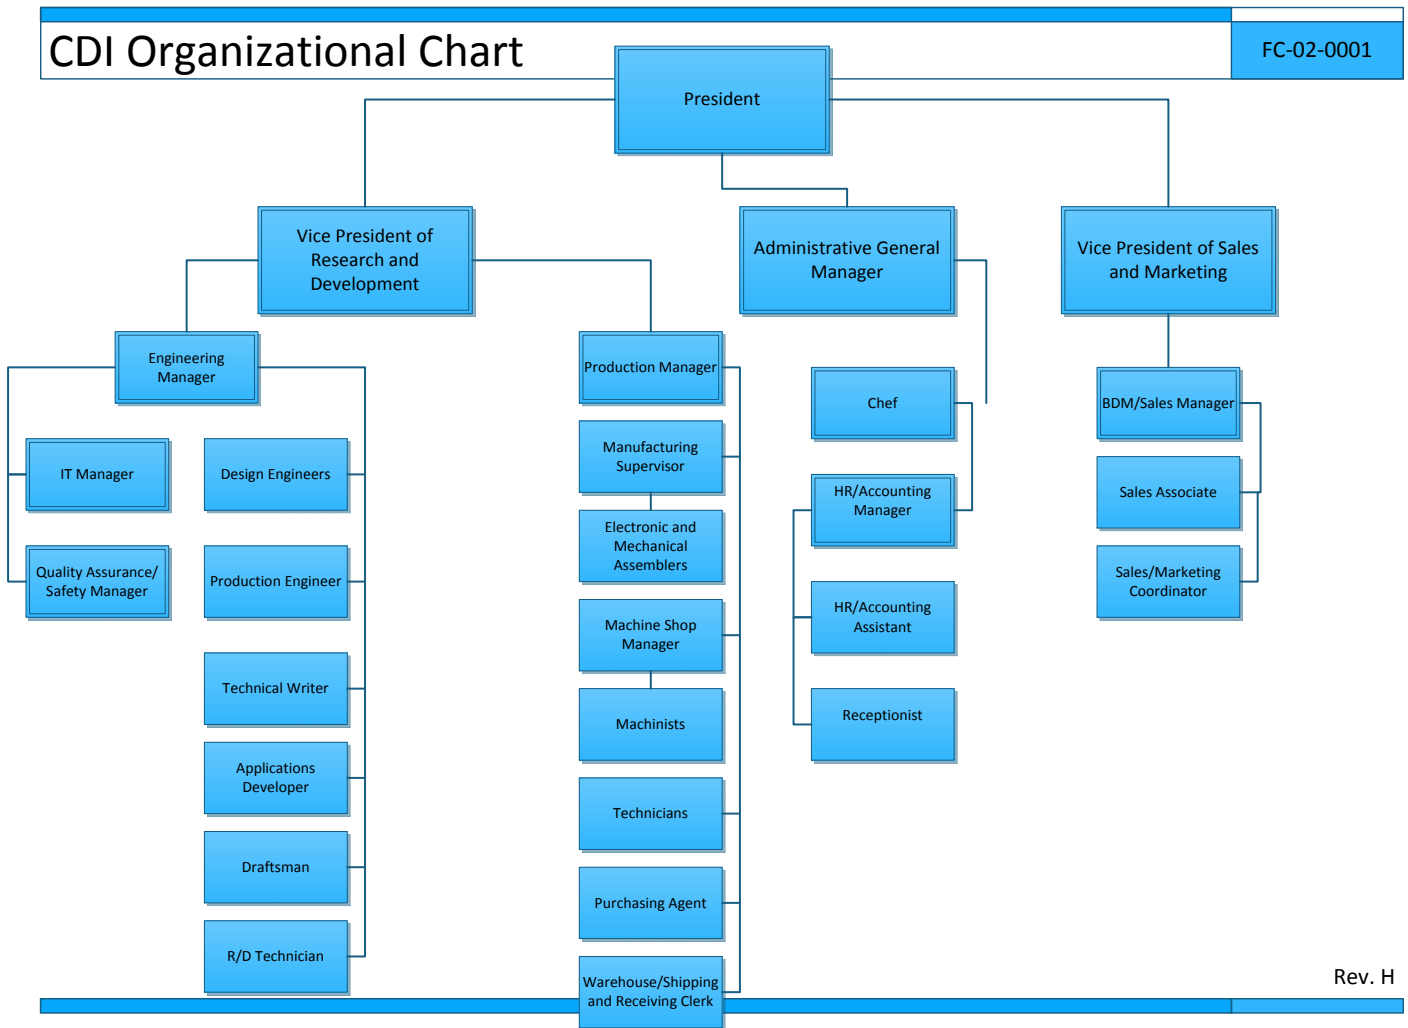 CDI Organizational Chart
FC-02-0001
President
Vice President of
Research and
Development
Administrative General
Manager
Vice President of Sales
and Marketing
Engineering
Manager
Production Manager
Chef
BDM/Sales Manager
IT Manager
Design Engineers
Manufacturing
Supervisor
HR/Accounting
Manager
Sales Associate
Electronic and
Mechanical
Assemblers
Quality Assurance/
Safety Manager
Production Engineer
Sales/Marketing
Coordinator
Machine Shop
Manager
HR/Accounting
Assistant
Technical Writer
Machinists
Receptionist
Applications
Developer
Technicians
Draftsman
Purchasing Agent
R/D Technician
Warehouse/Shipping
and Receiving Clerk
Rev. H